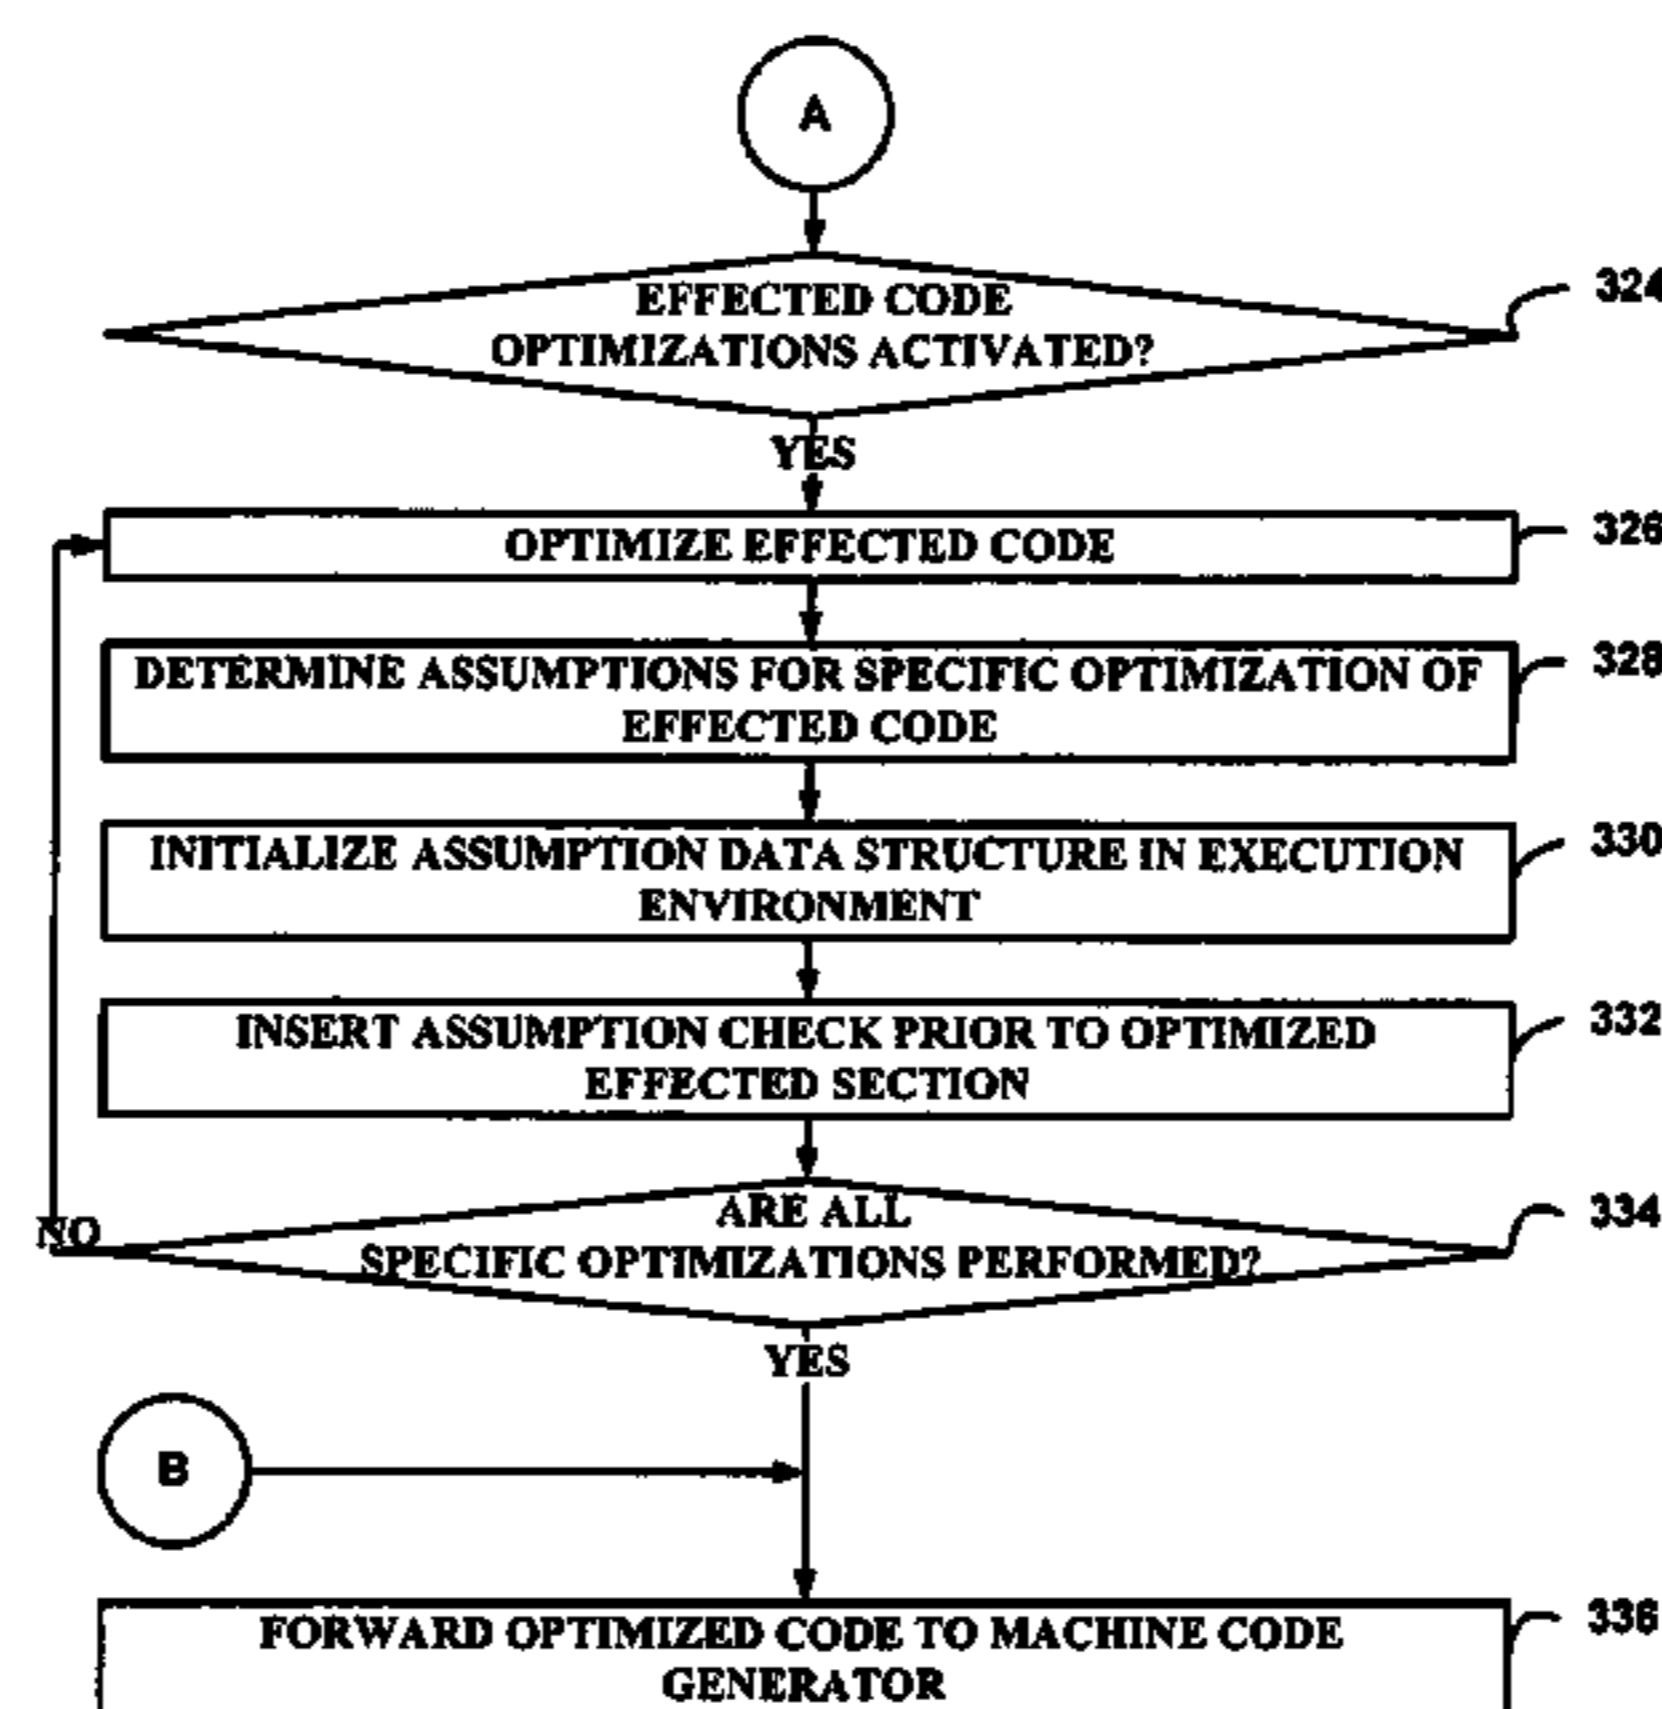 A
EFFECTED CODE
OPTIMIZATIONS ACTIVATED?
324
YES
OPTIMIZE EFFECTED CODE
326
DETERMINE ASSUMPTIONS FOR SPECIFIC OPTIMIZATION OF
EFFECTED CODE
328
INITIALIZE ASSUMPTION DATA STRUCTURE IN EXECUTION
ENVIRONMENT
330
INSERT ASSUMPTION CHECK PRIOR TO OPTIMIZED
EFFECTED SECTION
332
NO
ARE ALL
SPECIFIC OPTIMIZATIONS PERFORMED?
334
YES
B
FORWARD OPTIMIZED CODE TO MACHINE CODE
GENERATOR
336